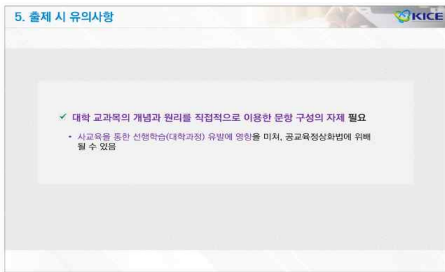 5. 출제 시 유의사항
KICE
✓ 대학 교과목의 개념과 원리를 직접적으로 이용한 문항 구성의 자제 필요
• 사교육을 통한 선행학습(대학과정) 유발에 영향을 미쳐, 공교육정상화법에 위배
될 수 있음